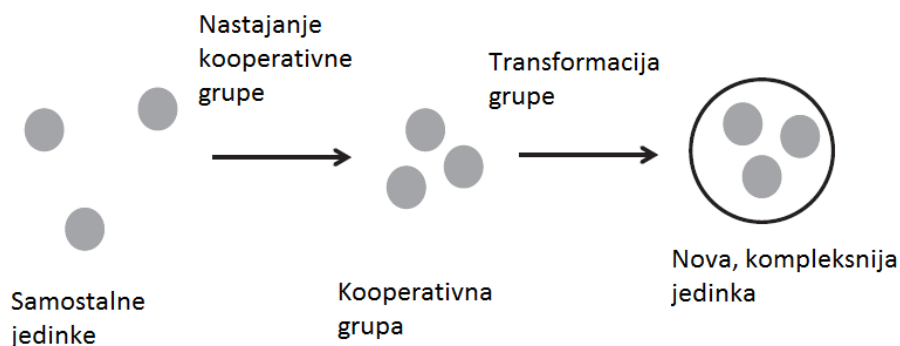 Nastajanje
kooperativne
grupe
Transformacija
grupe
Samostalne
jedinke
Kooperativna
grupa
Nova, kompleksnija
jedinka